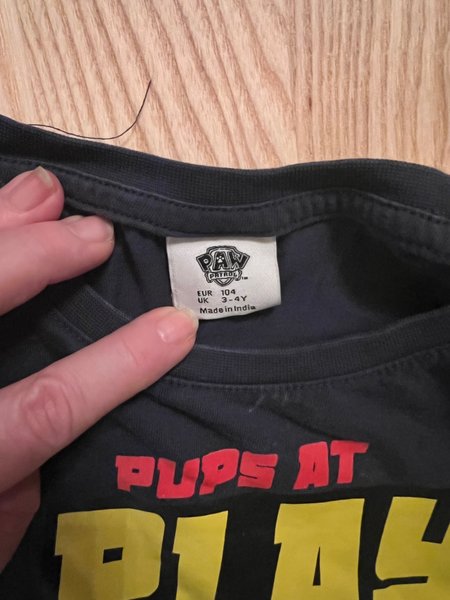 PAW
PATROL
EUR 104
UK 3-4Y
Made in India
PUPS AT
PLAY